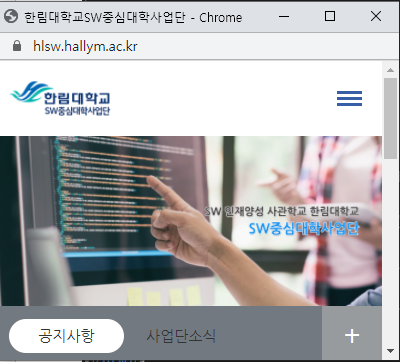 한림대학교SW중심대학사업단 - Chrome
hlsw.hallym.ac.kr
한림대학교
SW중심대학사업단
SW 인재양성 사관학교 한림대학교
SW중심대학사업단
공지사항 사업단소식 +